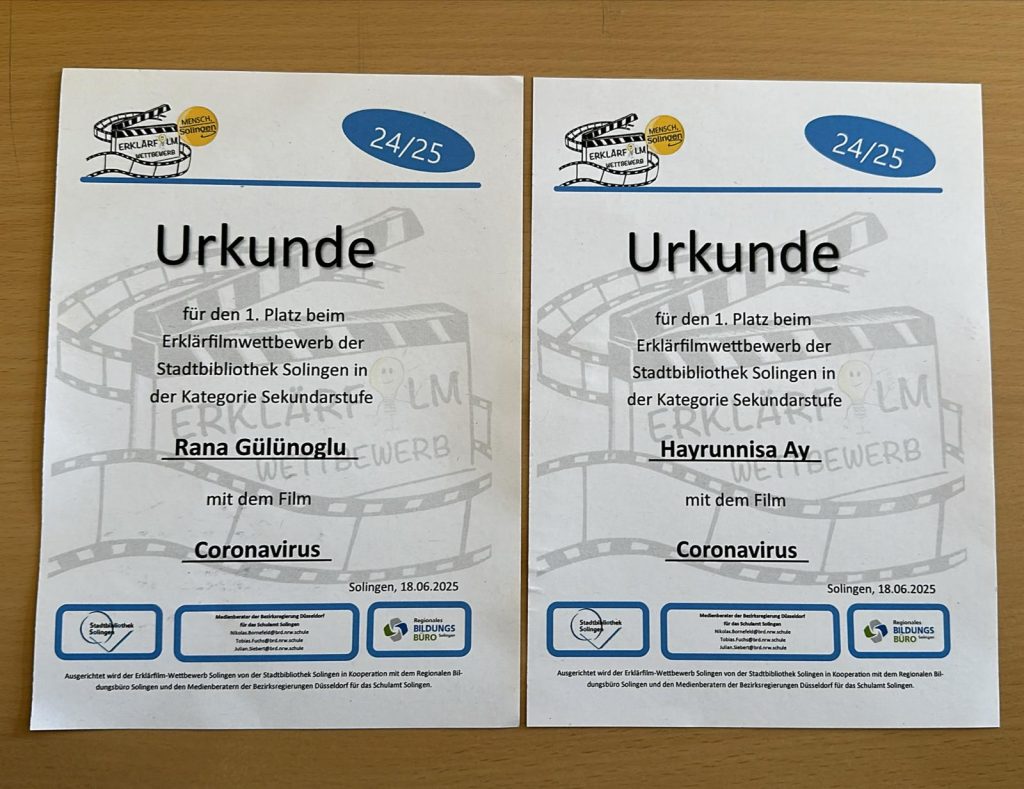 MENSCH,
Solingen
ERKLÄRFILM
WETTBEWERB
24/25
Urkunde
für den 1. Platz beim
Erklärfilmwettbewerb der
Stadtbibliothek Solingen in
der Kategorie Sekundarstufe
ERKLÄRFILM
WETTBEWERB
Rana Gülünoglu
mit dem Film
Coronavirus
Solingen, 18.06.2025
Stadtbibliothek
Solingen
Medienberater der Bezirksregierung Düsseldorf
für das Schulamt Solingen
Nikolas.Bornefeld@brd.nrw.schule
Tobias.Fuchs@brd.nrw.schule
Julian.Siebert@brd.nrw.schule
Regionales
BILDUNGS
BÜRO Solingen
Ausgerichtet wird der Erklärfilm-Wettbewerb Solingen von der Stadtbibliothek Solingen in Kooperation mit dem Regionalen Bil-
dungsbüro Solingen und den Medienberatern der Bezirksregierungen Düsseldorf für das Schulamt Solingen.
MENSCH,
Solingen
ERKLÄRFILM
WETTBEWERB
24/25
Urkunde
für den 1. Platz beim
Erklärfilmwettbewerb der
Stadtbibliothek Solingen in
der Kategorie Sekundarstufe
ERKLÄRFILM
WETTBEWERB
Hayrunnisa Ay
mit dem Film
Coronavirus
Solingen, 18.06.2025
Stadtbibliothek
Solingen
Medienberater der Bezirksregierung Düsseldorf
für das Schulamt Solingen
Nikolas.Bornefeld@brd.nrw.schule
Tobias.Fuchs@brd.nrw.schule
Julian.Siebert@brd.nrw.schule
Regionales
BILDUNGS
BÜRO Solingen
Ausgerichtet wird der Erklärfilm-Wettbewerb Solingen von der Stadtbibliothek Solingen in Kooperation mit dem Regionalen Bil-
dungsbüro Solingen und den Medienberatern der Bezirksregierungen Düsseldorf für das Schulamt Solingen.